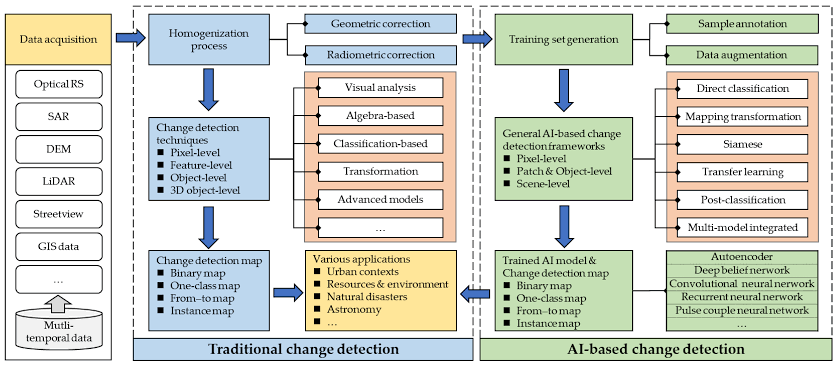 Data acquisition
Optical RS
SAR
DEM
LiDAR
Streetview
GIS data
...
Mutli-
temporal data
Homogenization
process
Geometric correction
Radiometric correction
Change detection
techniques
■ Pixel-level
■ Feature-level
■ Object-level
■ 3D object-level
Visual analysis
Algebra-based
Classification-based
Transformation
Advanced models
...
Change detection map
■ Binary map
■ One-class map
■ From–to map
■ Instance map
Various applications
■ Urban contexts
■ Resources & environment
■ Natural disasters
■ Astronomy
■ ...
Traditional change detection
Training set generation
Sample annotation
Data augmentation
General AI-based change
detection frameworks
■ Pixel-level
■ Patch & Object-level
■ Scene-level
Direct classification
Mapping transformation
Siamese
Transfer learning
Post-classification
Multi-model integrated
Trained AI model &
Change detection map
■ Binary map
■ One-class map
■ From–to map
■ Instance map
Autoencoder
Deep belief nerwork
Convolutional neural network
Recurrent neural network
Pulse couple neural network
...
AI-based change detection